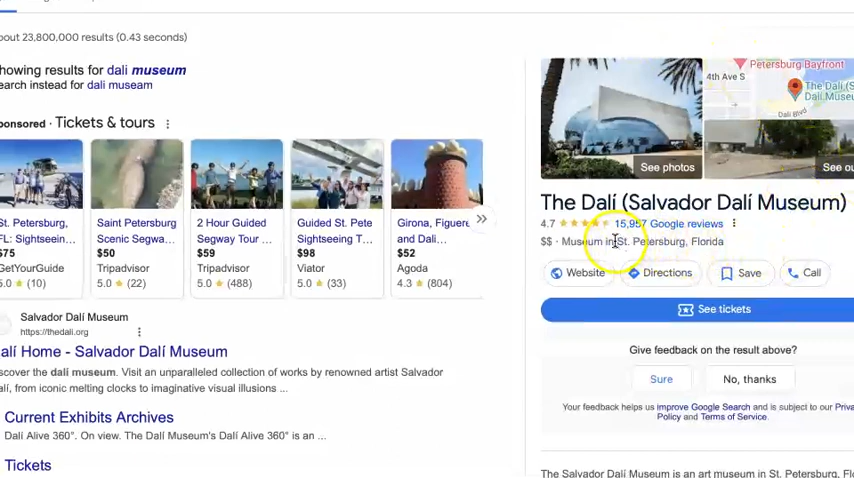 bout 23,800,000 results (0.43 seconds)
howing results for dali museum
earch instead for dali museam
ponsored · Tickets & tours
St. Petersburg,
FL: Sightseein...
$75
GetYourGuide
5.0 (10)
Saint Petersburg
Scenic Segwa...
$50
Tripadvisor
5.0 (22)
2 Hour Guided
Segway Tour ...
$59
Tripadvisor
5.0 (488)
Guided St. Pete
Sightseeing T...
$98
Viator
5.0 (33)
Girona, Figuere
and Dali...
$52
Agoda
4.3 (804)
Salvador Dalí Museum
https://thedali.org
alí Home - Salvador Dalí Museum
scover the dali museum. Visit an unparalleled collection of works by renowned artist Salvador
alí, from iconic melting clocks to imaginative visual illusions ...
Current Exhibits Archives
Dalí Alive 360°. On view. The Dalí Museum's Dalí Alive 360° is an ...
Tickets
Petersburg Bayfront
4th Ave S
The Dalí (S
Dalí Museu
Dali Blvd
See photos
See ou
The Dalí (Salvador Dalí Museum)
4.7 15,957 Google reviews
$$ · Museum in St. Petersburg, Florida
Website
Directions
Save
Call
See tickets
Give feedback on the result above?
Sure
No, thanks
Your feedback helps us improve Google Search and is subject to our Priva
Policy and Terms of Service.
The Salvador Dalí Museum is an art museum in St. Petersburg, Flo